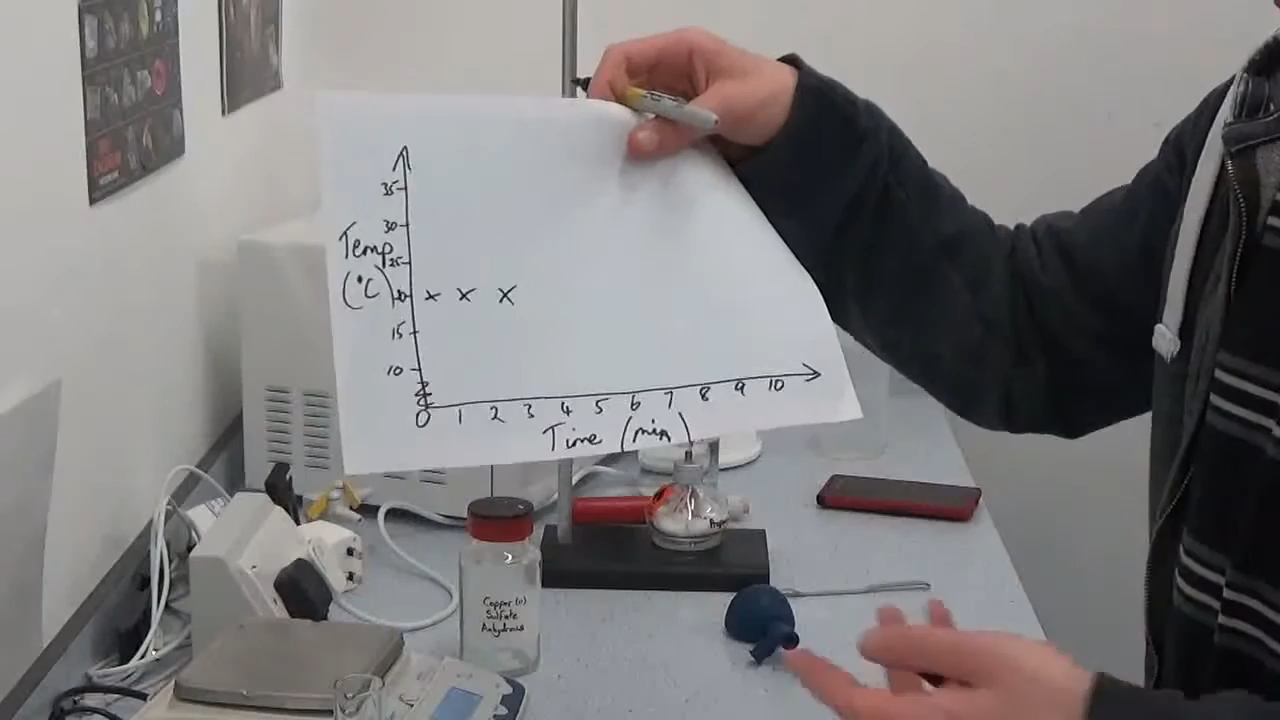 35
30
Temp
25
(°C)
20
15
10
0 1 2 3 4 5 6 7 8 9 10
Time (min)
Copper (II)
Sulfate
Anhydrous